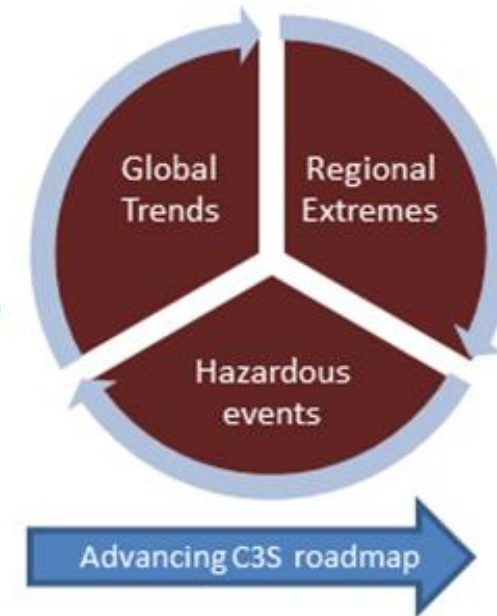 Global
Trends
Regional
Extremes
Hazardous
events
Advancing C3S roadmap